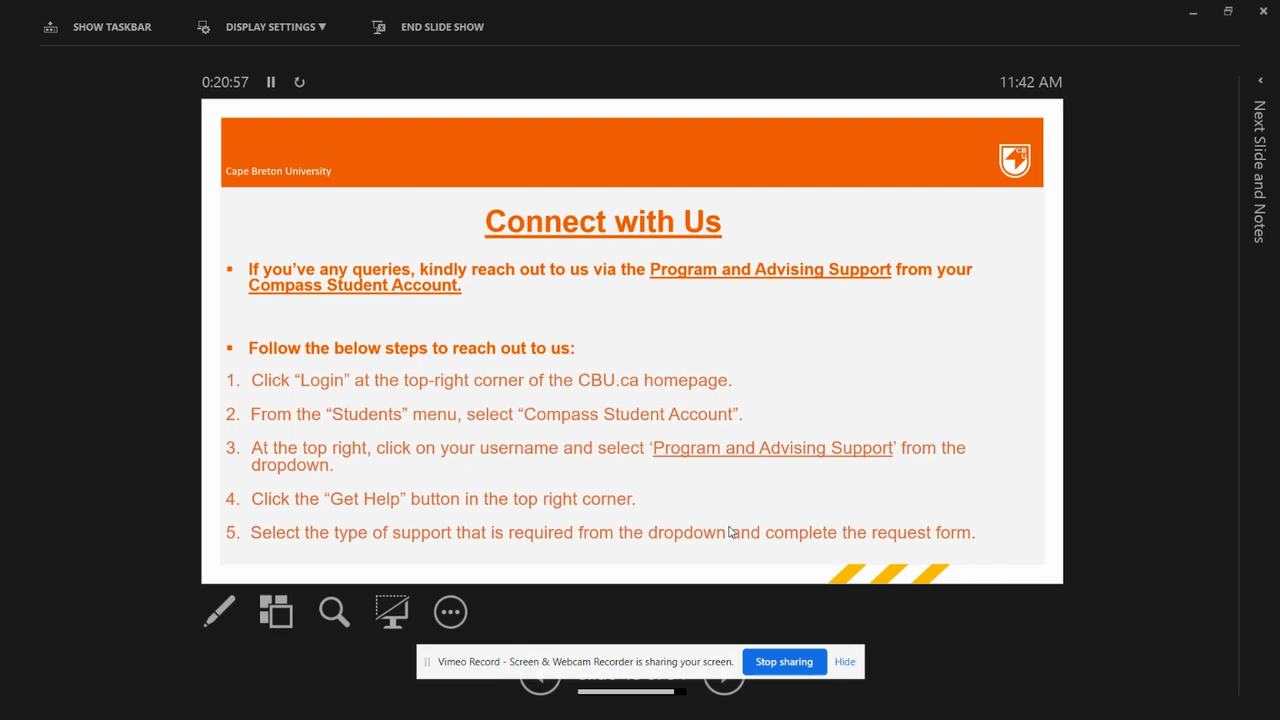 SHOW TASKBAR
DISPLAY SETTINGS ▼
END SLIDE SHOW
0:20:57
11:42 AM
Next Slide and Notes
Cape Breton University
CB
U
Connect with Us
▪ If you’ve any queries, kindly reach out to us via the Program and Advising Support from your
Compass Student Account.
▪ Follow the below steps to reach out to us:
1. Click “Login” at the top-right corner of the CBU.ca homepage.
2. From the “Students” menu, select “Compass Student Account”.
3. At the top right, click on your username and select ‘Program and Advising Support’ from the
dropdown.
4. Click the “Get Help” button in the top right corner.
5. Select the type of support that is required from the dropdown and complete the request form.
Vimeo Record - Screen & Webcam Recorder is sharing your screen.
Stop sharing
Hide